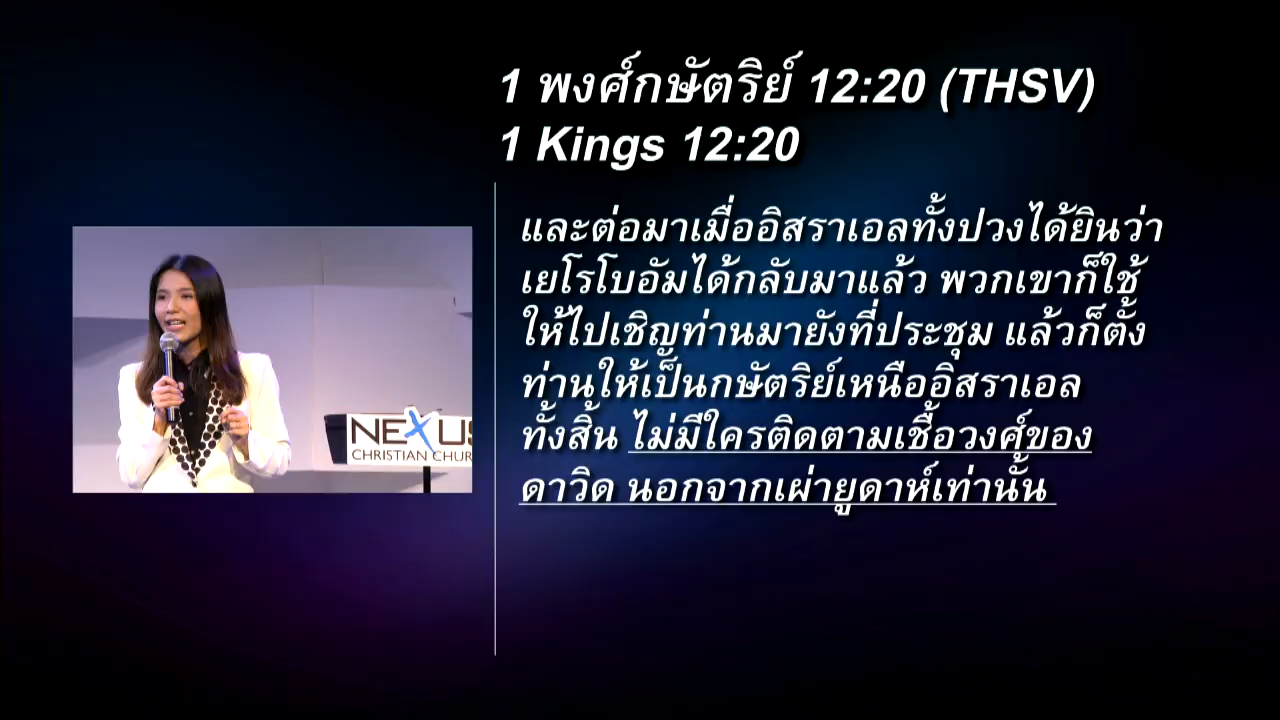 1 พงศ์กษัตริย์ 12:20 (THSV)
1 Kings 12:20
และต่อมาเมื่ออิสราเอลทั้งปวงได้ยินว่า
เยโรโบอัมได้กลับมาแล้ว พวกเขาก็ใช้
ให้ไปเชิญท่านมายังที่ประชุม แล้วก็ตั้ง
ท่านให้เป็นกษัตริย์เหนืออิสราเอล
ทั้งสิ้น ไม่มีใครติดตามเชื้อวงศ์ของ
ดาวิด นอกจากเผ่ายูดาห์เท่านั้น
NEXUS
CHRISTIAN CHUR